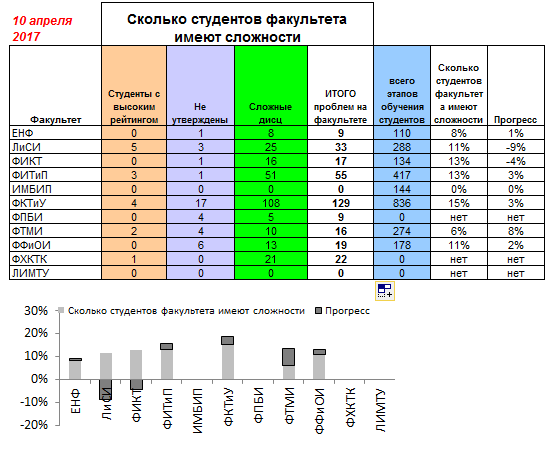 10 апреля
2017
Сколько студентов факультета
имеют сложности
Факультет Студенты с высоким рейтингом Не утверждены Сложные дисц ИТОГО проблем на факультете всего этапов обучения студентов Сколько студентов факультет а имеют сложности Прогресс
ЕНФ 0 1 8 9 110 8% 1%
ЛиСИ 5 3 25 33 288 11% -9%
ФИКТ 0 1 16 17 134 13% -4%
ФИТиП 3 1 51 55 417 13% 3%
ИМБИП 0 0 0 0 144 0% 0%
ФКТиУ 4 17 108 129 836 15% 3%
ФПБИ 0 4 5 9 0 нет нет
ФТМИ 2 4 10 16 274 6% 8%
ФФиОИ 0 6 13 19 178 11% 2%
ФХКТК 1 0 21 22 0 нет нет
ЛИМТУ 0 0 0 0 0 нет нет
30%
Сколько студентов факультета имеют сложности Прогресс
20%
10%
0%
-10%
-20%
ЕНФ ЛиСИ ФИКТ ФИТиП ИМБИП ФКТиУ ФПБИ ФТМИ ФФиОИ ФХКТК ЛИМТУ